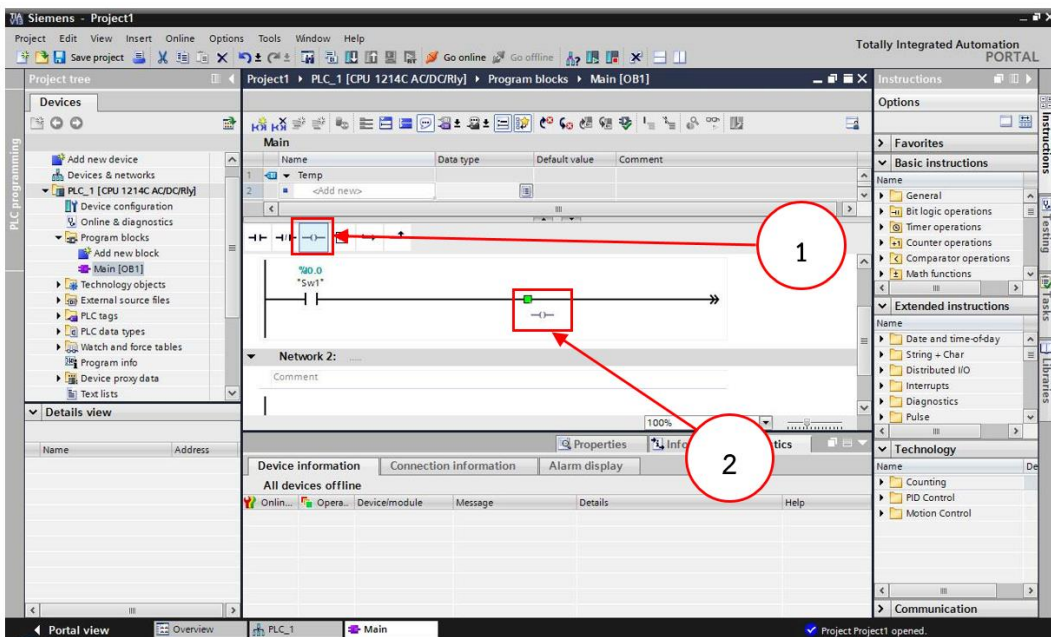 Siemens - Project1
Project Edit View Insert Online Options Tools Window Help
Totally Integrated Automation
PORTAL
Save project
Go online
Go offline
Project tree
Project1 PLC_1 [CPU 1214C AC/DC/Rly] Program blocks Main [OB1]
Instructions
Devices
Options
PLC programming
Add new device
Devices & networks
PLC_1 [CPU 1214C AC/DC/Rly]
Device configuration
Online & diagnostics
Program blocks
Add new block
Main [OB1]
Technology objects
External source files
PLC tags
PLC data types
Watch and force tables
Program info
Device proxy data
Text lists
Details view
Name Address
Main
Name Data type Default value Comment
1 Temp
2 <Add new>
1
%I0.0
"Sw1"
Network 2: ....
Comment
100%
2
Properties
Device information Connection information Alarm display
All devices offline
Onlin... Opera... Device/module Message Details Help
Favorites
Basic instructions
Name
General
Bit logic operations
Timer operations
Counter operations
Comparator operations
Math functions
Extended instructions
Name
Date and time-of-day
String + Char
Distributed I/O
Interrupts
Diagnostics
Pulse
Technology
Name De
Counting
PID Control
Motion Control
Communication
Instructions
Testing
Tasks
Libraries
Portal view
Overview
PLC_1
Main
Project Project1 opened.